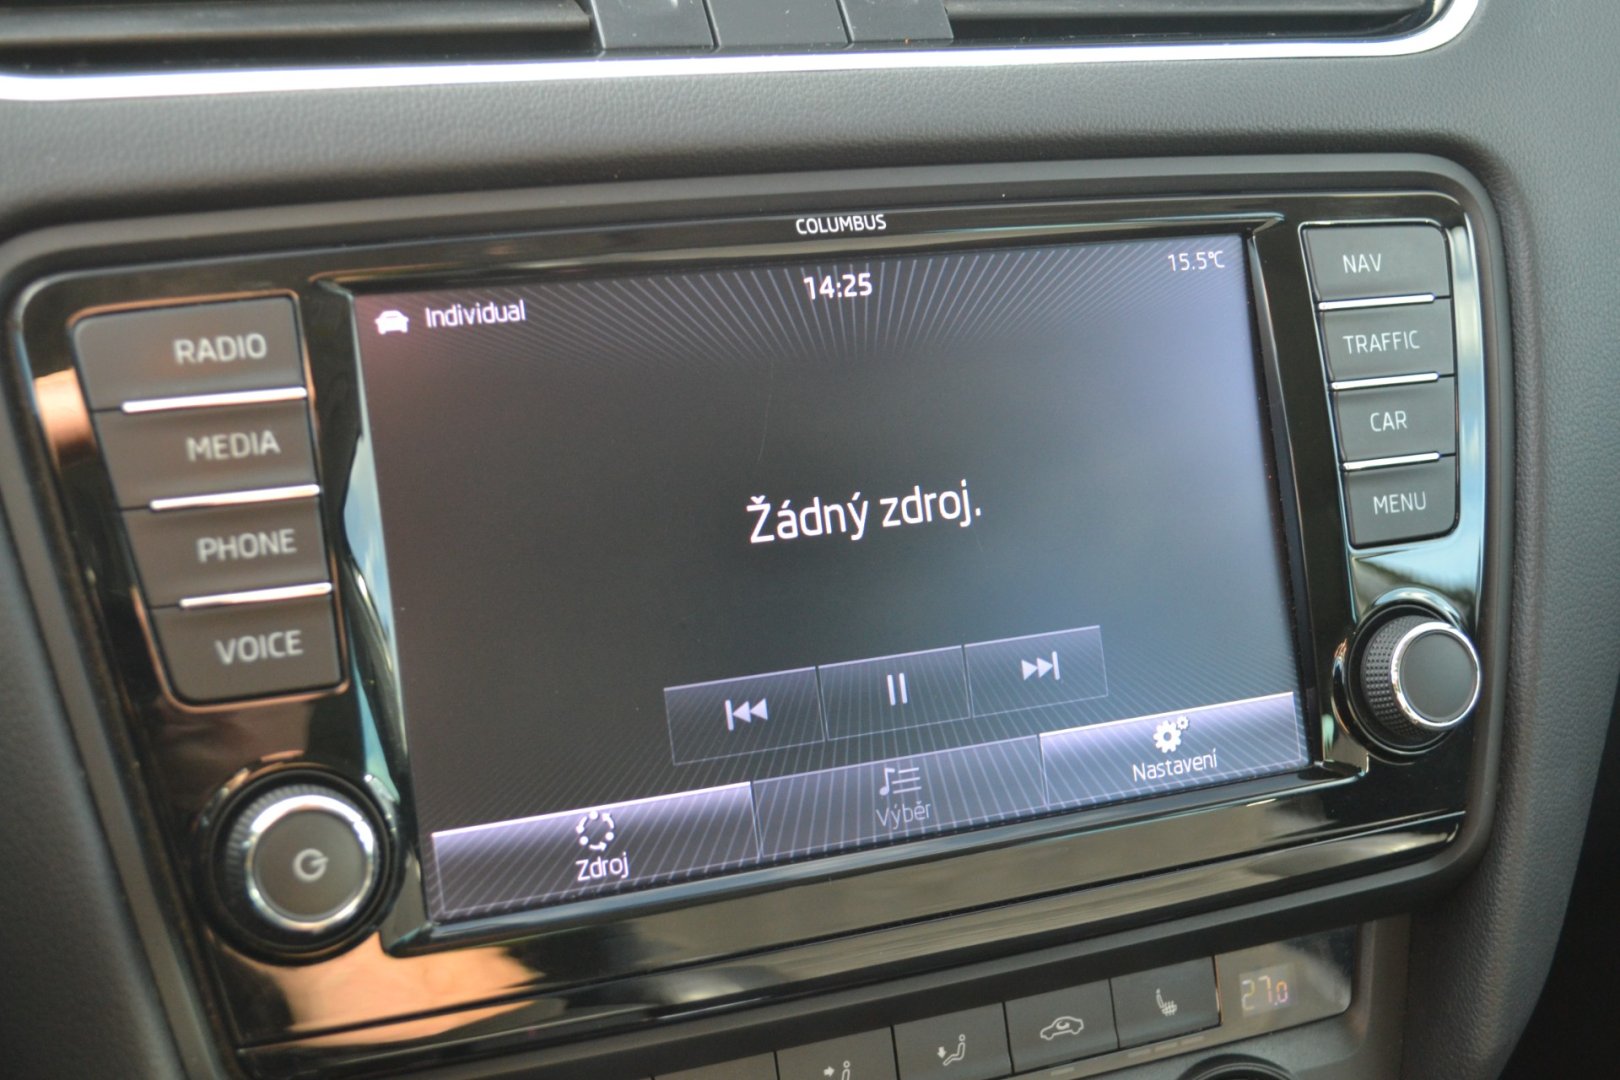 COLUMBUS
14:25
15.5℃
Individual
RADIO
MEDIA
PHONE
VOICE
Žádný zdroj.
Zdroj
Výběr
Nastavení
NAV
TRAFFIC
CAR
MENU
27.0